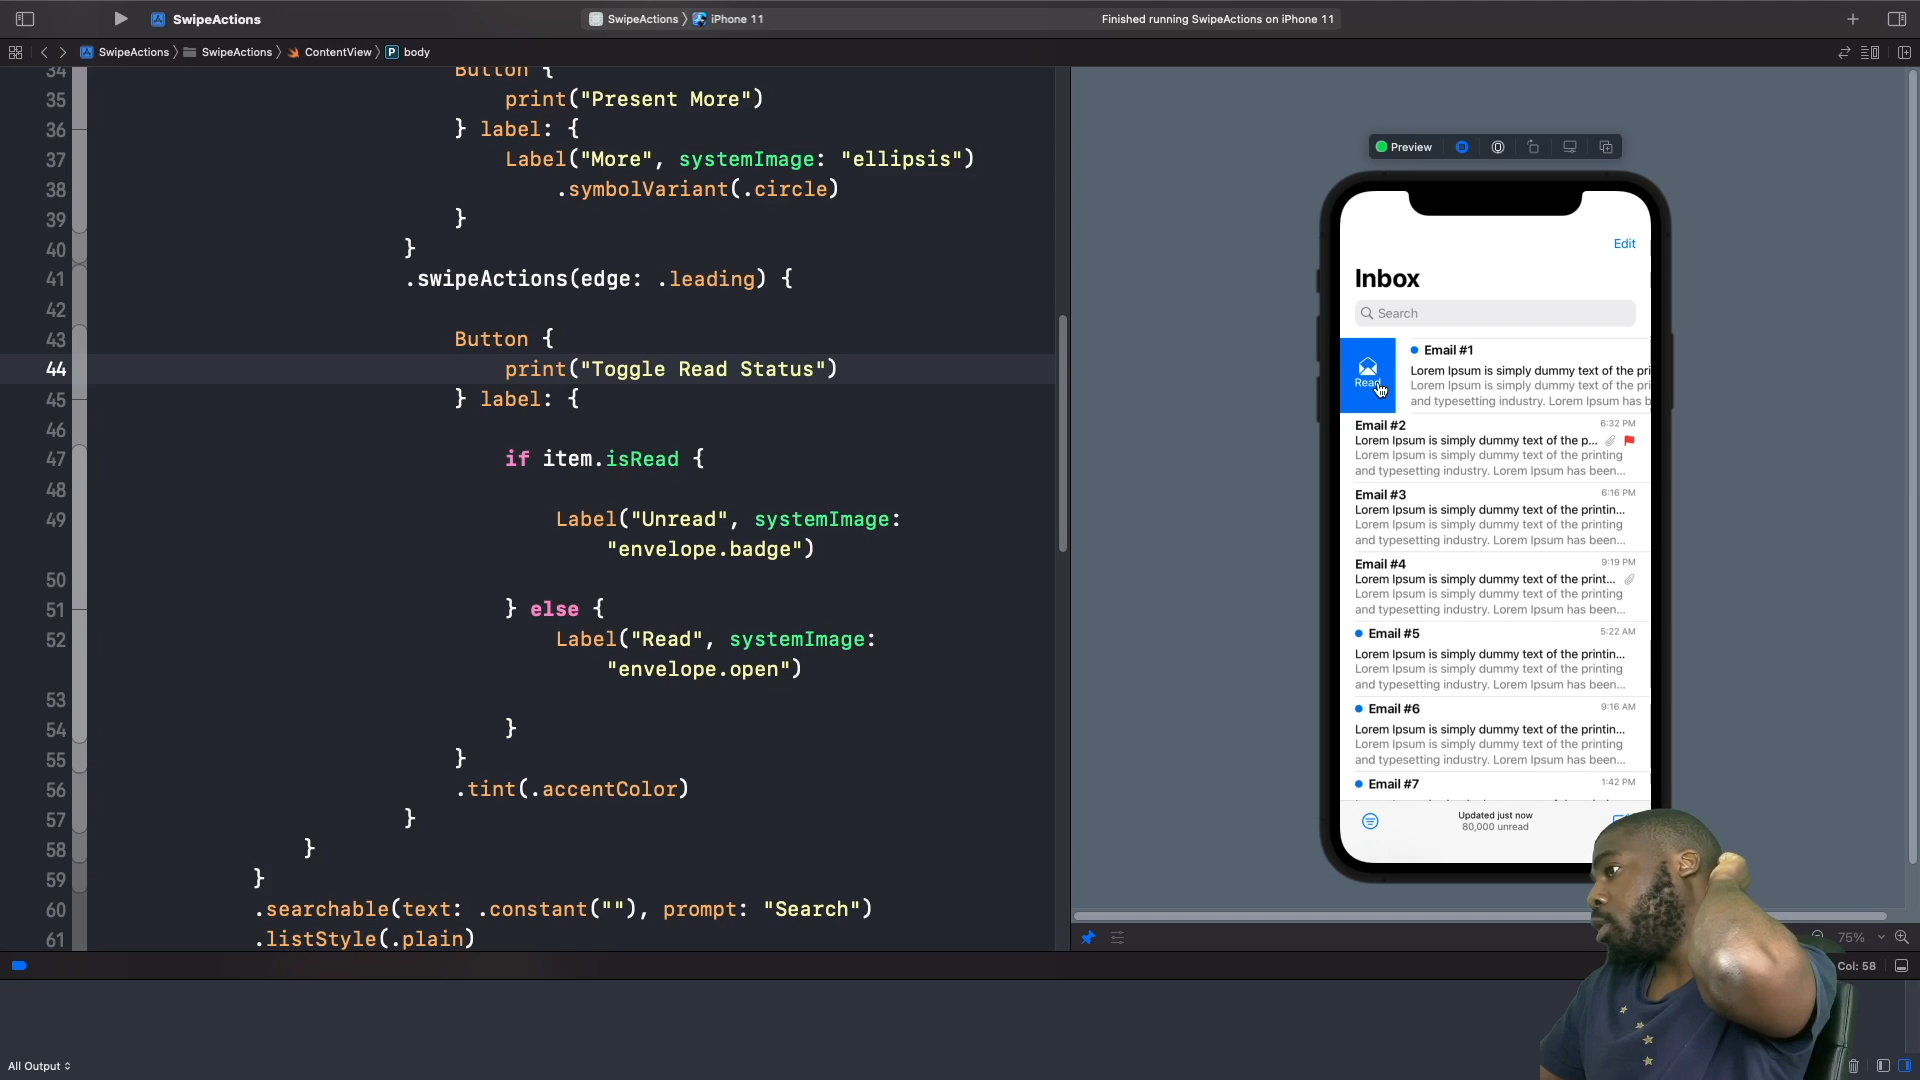 SwipeActions
SwipeActions
iPhone 11
Finished running SwipeActions on iPhone 11
SwipeActions
SwipeActions
ContentView
P
body
34
Button {
35
print("Present More")
36
} label: {
37
Label("More", systemImage: "ellipsis")
38
.symbolVariant(.circle)
39
}
40
}
41
.swipeActions(edge: .leading) {
42
43
Button {
44
print("Toggle Read Status")
45
} label: {
46
47
if item.isRead {
48
49
Label("Unread", systemImage:
"envelope.badge")
50
51
} else {
52
Label("Read", systemImage:
"envelope.open")
53
54
}
55
}
56
.tint(.accentColor)
57
}
58
}
59
}
60
.searchable(text: .constant(""), prompt: "Search")
61
.listStyle(.plain)
Preview
Edit
Inbox
Search
Read
Email #1
Lorem Ipsum is simply dummy text of the pri
Lorem Ipsum is simply dummy text of the printing
and typesetting industry. Lorem Ipsum has b
Email #2
6:32 PM
Lorem Ipsum is simply dummy text of the p...
Lorem Ipsum is simply dummy text of the printing
and typesetting industry. Lorem Ipsum has been...
Email #3
6:16 PM
Lorem Ipsum is simply dummy text of the printin...
Lorem Ipsum is simply dummy text of the printing
and typesetting industry. Lorem Ipsum has been...
Email #4
9:19 PM
Lorem Ipsum is simply dummy text of the print...
Lorem Ipsum is simply dummy text of the printing
and typesetting industry. Lorem Ipsum has been...
Email #5
5:22 AM
Lorem Ipsum is simply dummy text of the printin...
Lorem Ipsum is simply dummy text of the printing
and typesetting industry. Lorem Ipsum has been...
Email #6
9:16 AM
Lorem Ipsum is simply dummy text of the printin...
Lorem Ipsum is simply dummy text of the printing
and typesetting industry. Lorem Ipsum has been...
Email #7
1:42 PM
Updated just now
80,000 unread
75%
Col: 58
All Output